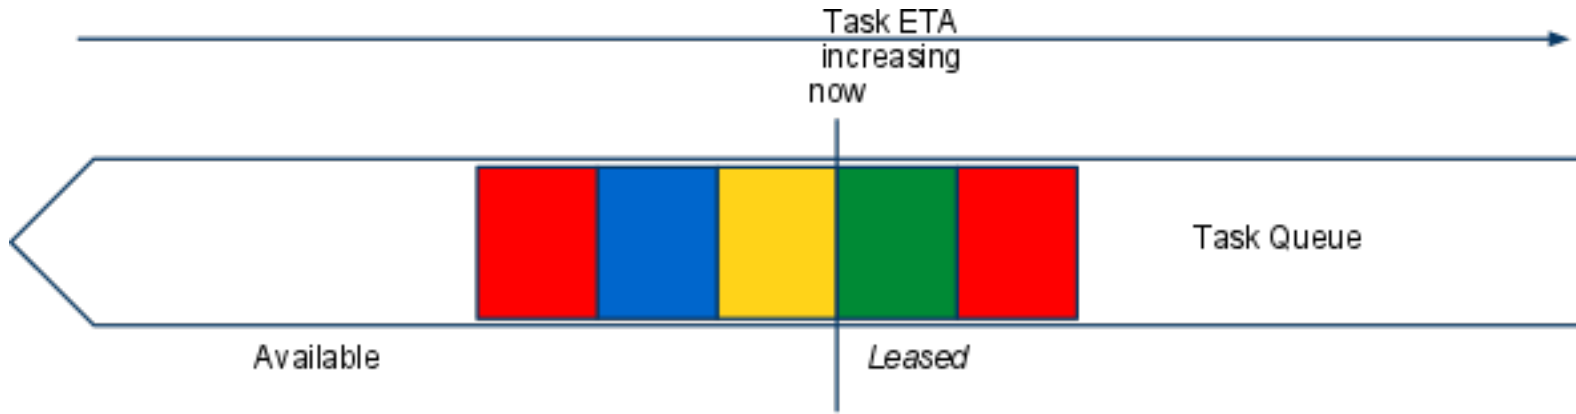 Task ETA
increasing
now
Task Queue
Available
Leased